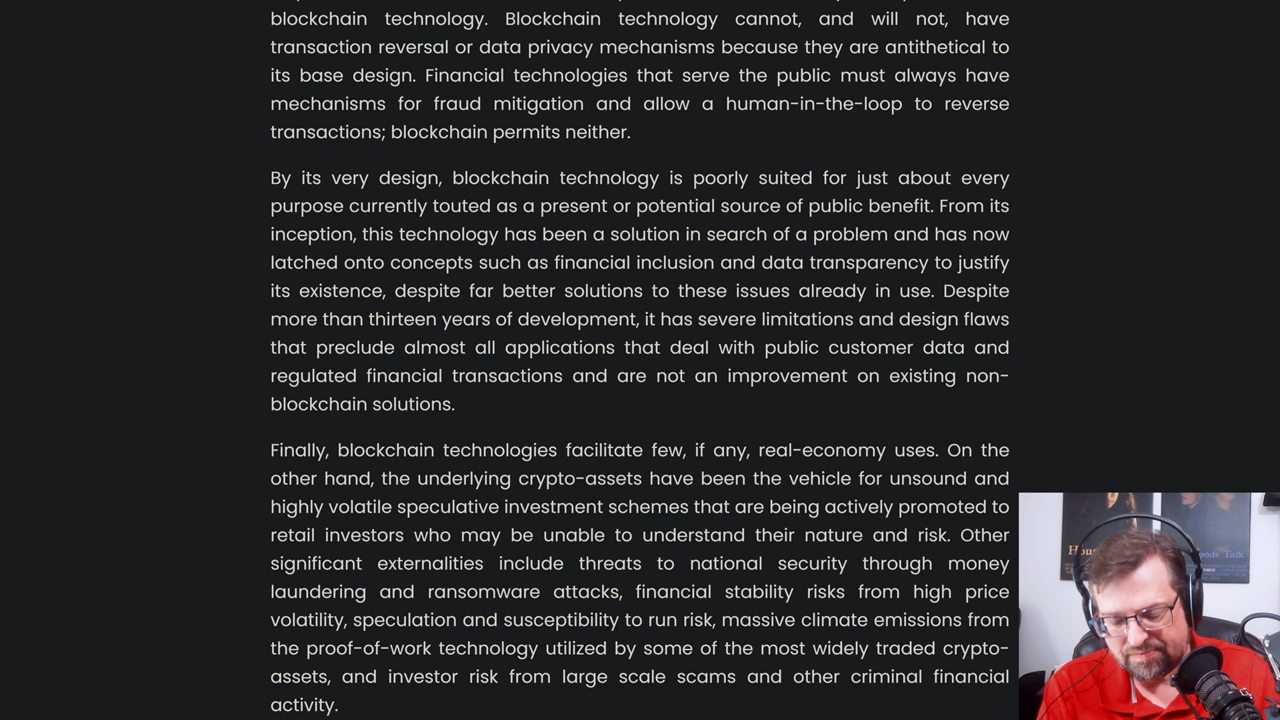 blockchain technology. Blockchain technology cannot, and will not, have
transaction reversal or data privacy mechanisms because they are antithetical to
its base design. Financial technologies that serve the public must always have
mechanisms for fraud mitigation and allow a human-in-the-loop to reverse
transactions; blockchain permits neither.
By its very design, blockchain technology is poorly suited for just about every
purpose currently touted as a present or potential source of public benefit. From its
inception, this technology has been a solution in search of a problem and has now
latched onto concepts such as financial inclusion and data transparency to justify
its existence, despite far better solutions to these issues already in use. Despite
more than thirteen years of development, it has severe limitations and design flaws
that preclude almost all applications that deal with public customer data and
regulated financial transactions and are not an improvement on existing non-
blockchain solutions.
Finally, blockchain technologies facilitate few, if any, real-economy uses. On the
other hand, the underlying crypto-assets have been the vehicle for unsound and
highly volatile speculative investment schemes that are being actively promoted to
retail investors who may be unable to understand their nature and risk. Other
significant externalities include threats to national security through money
laundering and ransomware attacks, financial stability risks from high price
volatility, speculation and susceptibility to run risk, massive climate emissions from
the proof-of-work technology utilized by some of the most widely traded crypto-
assets, and investor risk from large scale scams and other criminal financial
activity.
Talk